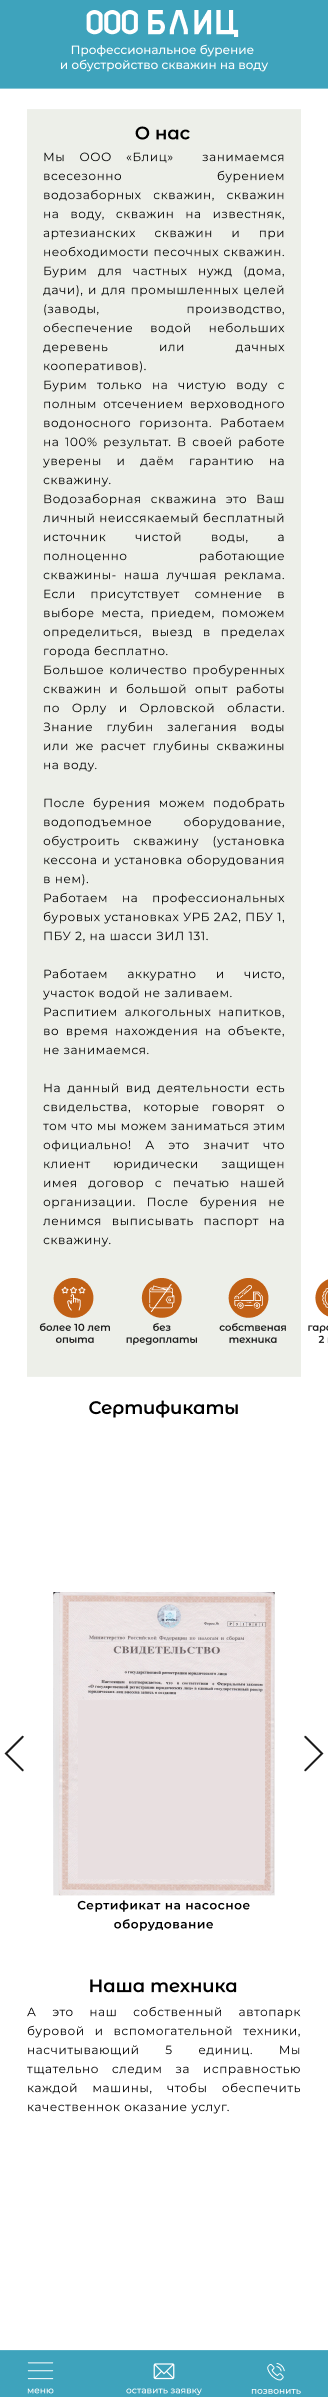 ООО БЛИЦ
Профессиональное бурение
и обустройство скважин на воду
О нас
Мы ООО «Блиц» занимаемся
всесезонно бурением
водозаборных скважин, скважин
на воду, скважин на известняк,
артезианских скважин и при
необходимости песочных скважин.
Бурим для частных нужд (дома,
дачи), и для промышленных целей
(заводы, производство,
обеспечение водой небольших
деревень или дачных
кооперативов).
Бурим только на чистую воду с
полным отсечением верховодного
водоносного горизонта. Работаем
на 100% результат. В своей работе
уверены и даём гарантию на
скважину.
Водозаборная скважина это Ваш
личный неиссякаемый бесплатный
источник чистой воды, а
полноценно работающие
скважины- наша лучшая реклама.
Если присутствует сомнение в
выборе места, приедем, поможем
определиться, выезд в пределах
города бесплатно.
Большое количество пробуренных
скважин и большой опыт работы
по Орлу и Орловской области.
Знание глубин залегания воды
или же расчет глубины скважины
на воду.
После бурения можем подобрать
водоподъемное оборудование,
обустроить скважину (установка
кессона и установка оборудования
в нем).
Работаем на профессиональных
буровых установках УРБ 2А2, ПБУ 1,
ПБУ 2, на шасси ЗИЛ 131.
Работаем аккуратно и чисто,
участок водой не заливаем.
Распитием алкогольных напитков,
во время нахождения на объекте,
не занимаемся.
На данный вид деятельности есть
свидельства, которые говорят о
том что мы можем заниматься этим
официально! А это значит что
клиент юридически защищен
имея договор с печатью нашей
организации. После бурения не
ленимся выписывать паспорт на
скважину.
более 10 лет
опыта
без
предоплаты
собственая
техника
Сертификаты
Министерство Российской Федерации по налогам и сборам
СВИДЕТЕЛЬСТВО
о государственной регистрации юридического лица
Сертификат на насосное
оборудование
Наша техника
А это наш собственный автопарк
буровой и вспомогательной техники,
насчитывающий 5 единиц. Мы
тщательно следим за исправностью
каждой машины, чтобы обеспечить
качественнок оказание услуг.
меню
оставить заявку
позвонить